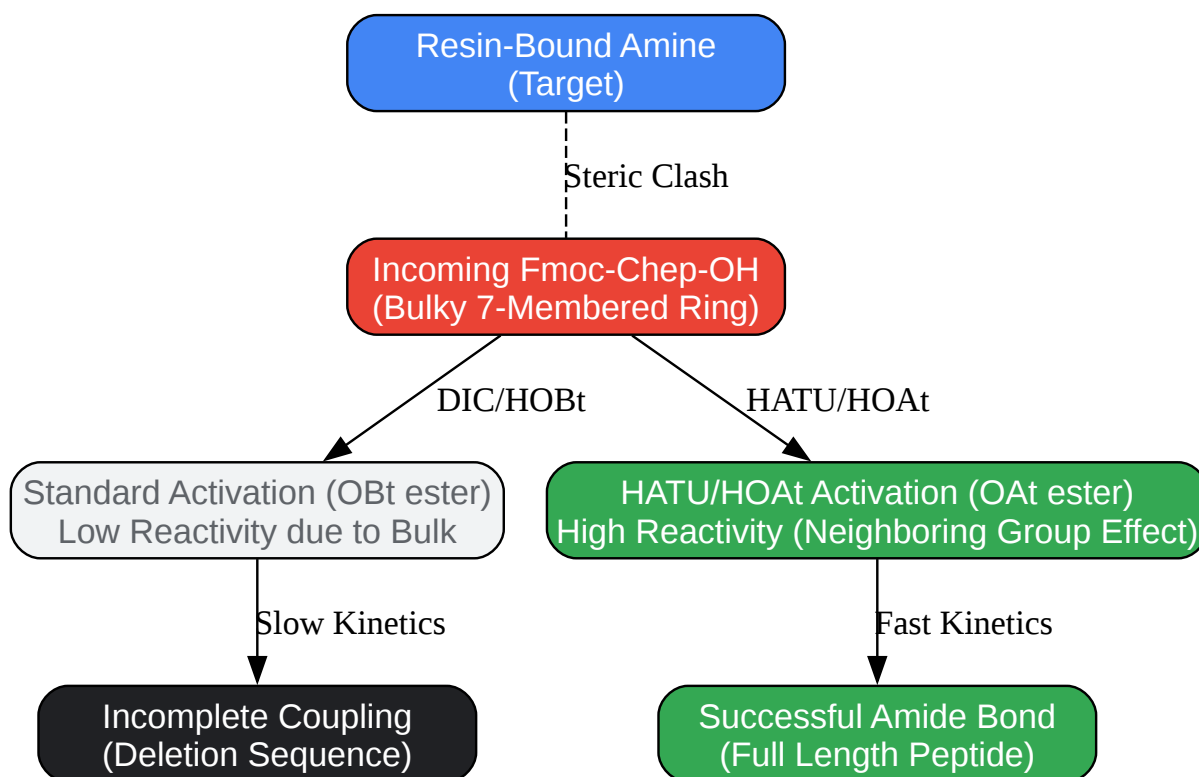 Resin-Bound Amine
(Target)
Steric Clash
Incoming Fmoc-Chep-OH
(Bulky 7-Membered Ring)
DIC/HOBt
HATU/HOAt
Standard Activation (OBt ester)
Low Reactivity due to Bulk
HATU/HOAt Activation (OAt ester)
High Reactivity (Neighboring Group Effect)
Slow Kinetics
Fast Kinetics
Incomplete Coupling
(Deletion Sequence)
Successful Amide Bond
(Full Length Peptide)